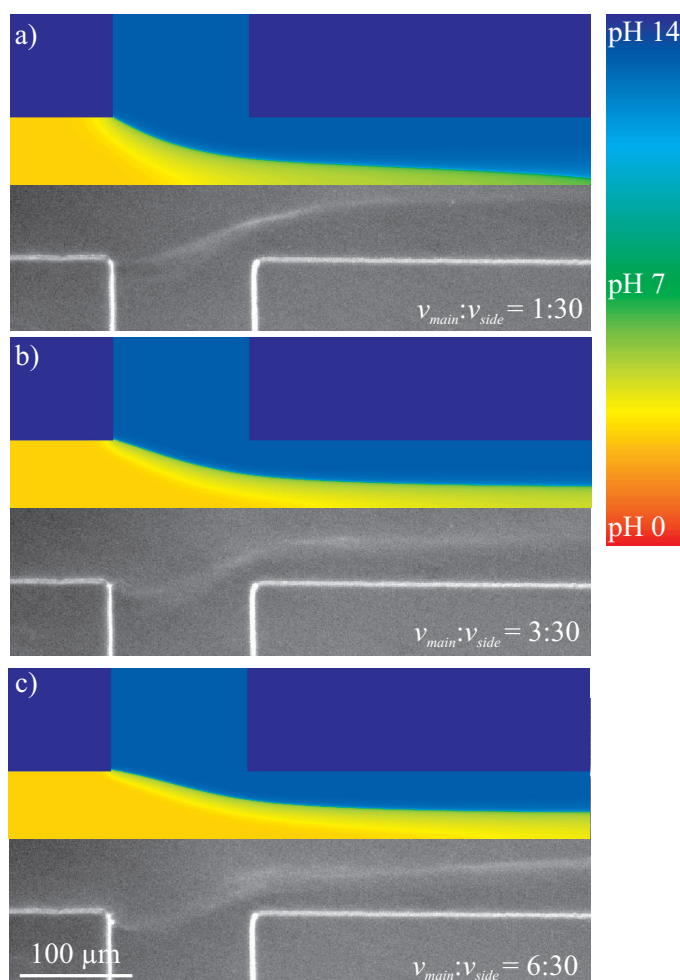 a)
pH 14
pH 7
v_main:v_side = 1:30
b)
pH 0
v_main:v_side = 3:30
c)
100 µm
v_main:v_side = 6:30